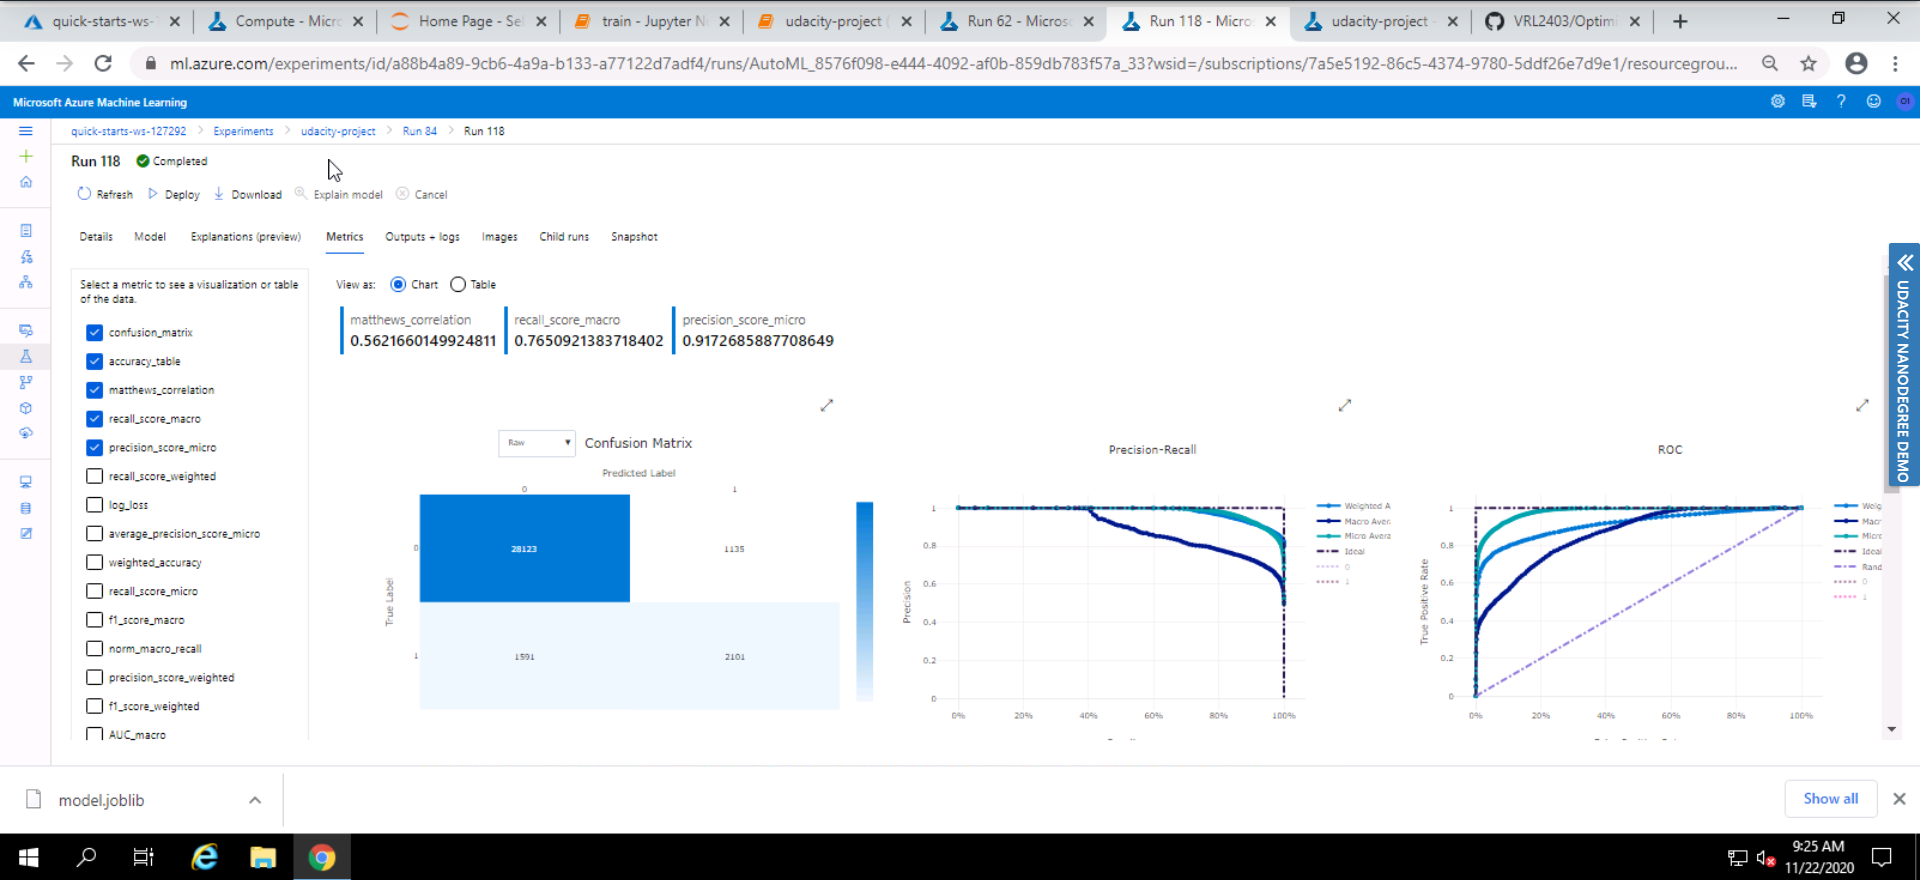 quick-starts-ws-
Compute - Micro
Home Page - Sel
train - Jupyter N
udacity-project (
Run 62 - Microso
Run 118 - Micro
udacity-project -
VRL2403/Optimi
ml.azure.com/experiments/id/a88b4a89-9cb6-4a9a-b133-a77122d7adf4/runs/AutoML_8576f098-e444-4092-af0b-859db783f57a_33?wsid=/subscriptions/7a5e5192-86c5-4374-9780-5ddf26e7d9e1/resourcegrou...
Microsoft Azure Machine Learning
OI
quick-starts-ws-127292 > Experiments > udacity-project > Run 84 > Run 118
Run 118 Completed
Refresh Deploy Download Explain model Cancel
Details Model Explanations (preview) Metrics Outputs + logs Images Child runs Snapshot
Select a metric to see a visualization or table
of the data.
confusion_matrix
accuracy_table
matthews_correlation
recall_score_macro
precision_score_micro
recall_score_weighted
log_loss
average_precision_score_micro
weighted_accuracy
recall_score_micro
f1_score_macro
norm_macro_recall
precision_score_weighted
f1_score_weighted
AUC_macro
View as: Chart Table
matthews_correlation
0.5621660149924811
recall_score_macro
0.7650921383718402
precision_score_micro
0.9172685887708649
Raw
Confusion Matrix
Predicted Label
0 1
True Label
0 28123 1135
1 1591 2101
Precision-Recall
Precision
1
0.8
0.6
0.4
0.2
0
0% 20% 40% 60% 80% 100%
Weighted A
Macro Avera
Micro Avera
Ideal
0
1
ROC
True Positive Rate
1
0.8
0.6
0.4
0.2
0
0% 20% 40% 60% 80% 100%
Weig
Macr
Micro
Ideal
Rand
0
1
UDACITY NANODEGREE DEMO
model.joblib
Show all
9:25 AM
11/22/2020